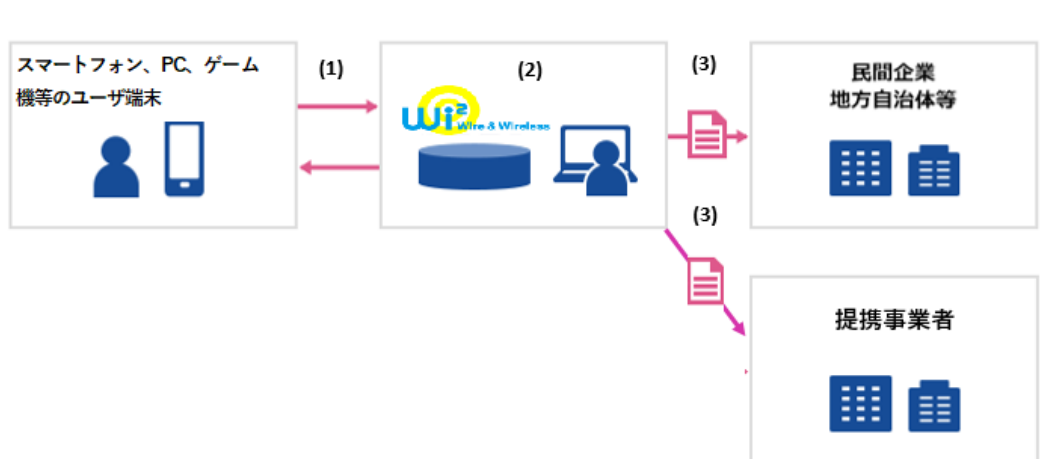 スマートフォン、PC、ゲーム
機等のユーザ端末
(1)
(2)
Wi2
Wire & Wireless
(3)
民間企業
地方自治体等
(3)
提携事業者